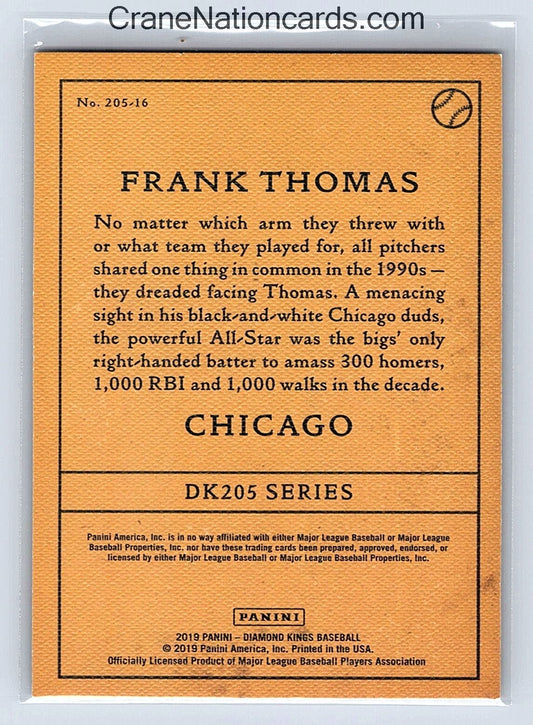 CraneNationcards.com
No. 205-16
FRANK THOMAS
No matter which arm they threw with
or what team they played for, all pitchers
shared one thing in common in the 1990s —
they dreaded facing Thomas. A menacing
sight in his black-and-white Chicago duds,
the powerful All-Star was the bigs' only
right-handed batter to amass 300 homers,
1,000 RBI and 1,000 walks in the decade.
CHICAGO
DK205 SERIES
Panini America, Inc. is in no way affiliated with either Major League Baseball or Major League
Baseball Properties, Inc. nor have these trading cards been prepared, approved, endorsed, or
licensed by either Major League Baseball or Major League Baseball Properties, Inc.
PANINI
2019 PANINI – DIAMOND KINGS BASEBALL
© 2019 Panini America, Inc. Printed in the USA.
Officially Licensed Product of Major League Baseball Players Association